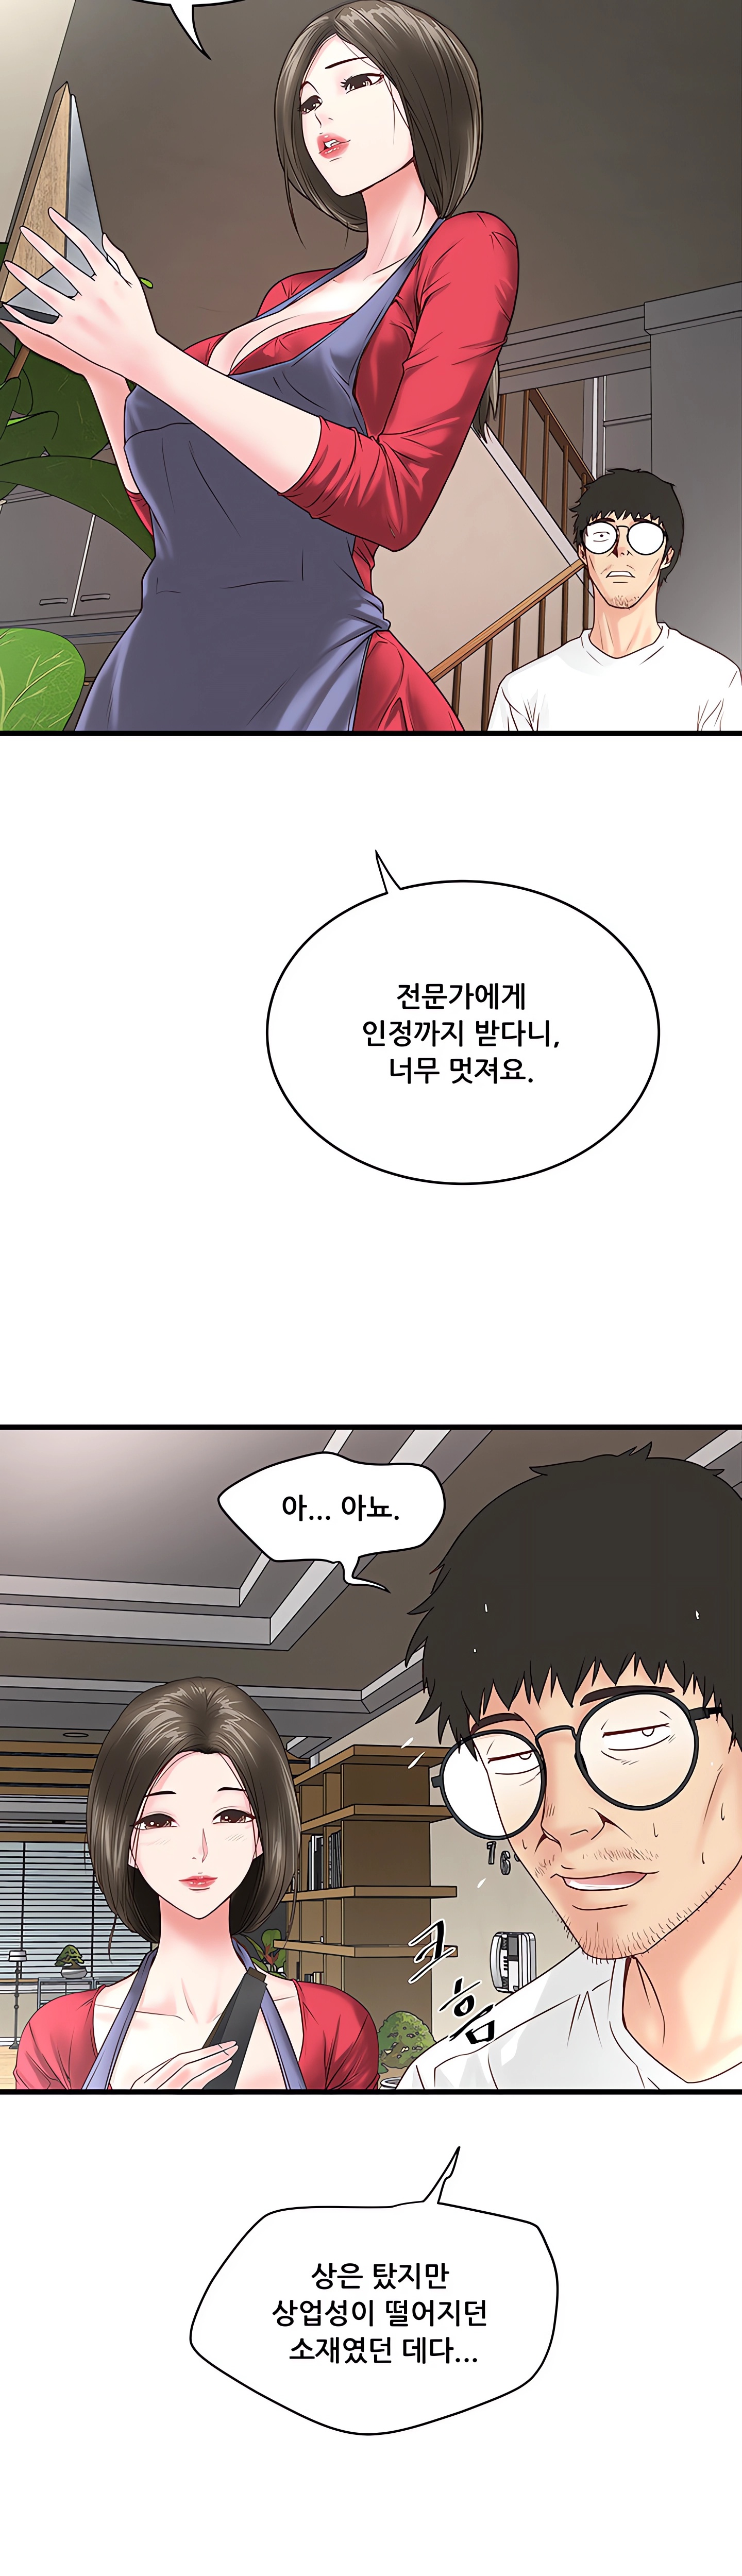 전문가에게
인정까지 받다니,
너무 멋져요.
아... 아뇨.
16
크
흠
상은 탔지만
상업성이 떨어지던
소재였던 데다...